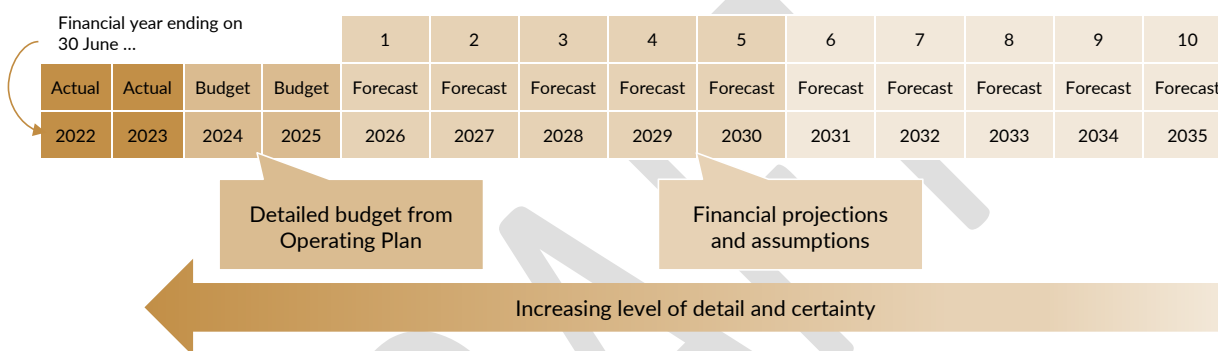 Financial year ending on
30 June ...
1 2 3 4 5 6 7 8 9 10
Actual Actual Budget Budget Forecast Forecast Forecast Forecast Forecast Forecast Forecast Forecast Forecast Forecast
2022 2023 2024 2025 2026 2027 2028 2029 2030 2031 2032 2033 2034 2035
Detailed budget from
Operating Plan
Financial projections
and assumptions
Increasing level of detail and certainty